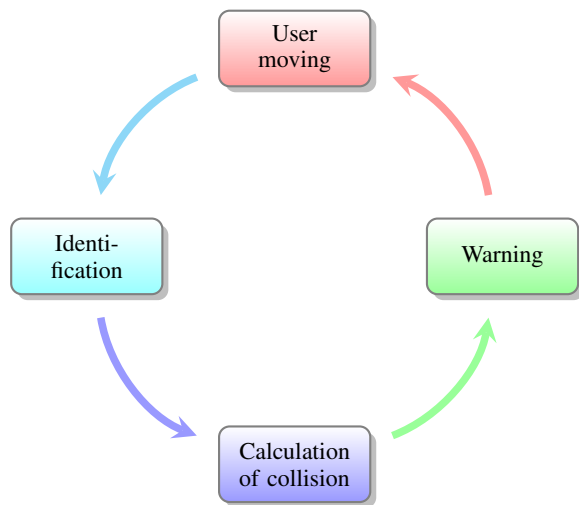 User
moving
Identi-
fication
Warning
Calculation
of collision